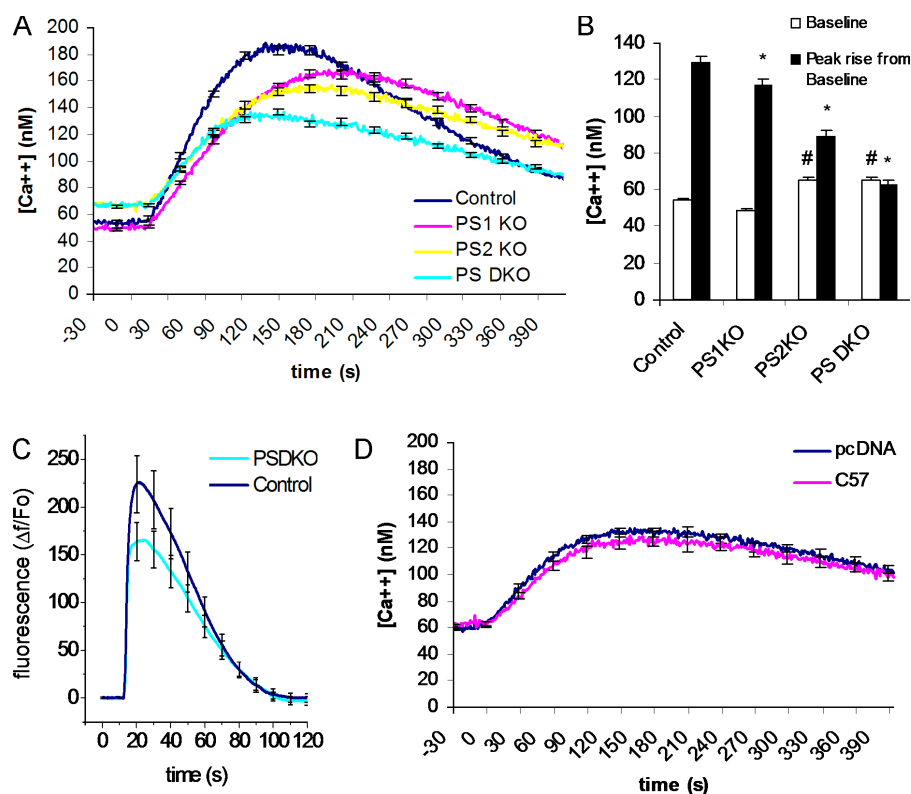 A
200
180
160
140
120
100
80
60
40
20
0
[Ca++] (nM)
Control
PS1 KO
PS2 KO
PS DKO
-30
0
30
60
90
120
150
180
210
240
270
300
330
360
390
time (s)
B
Baseline
Peak rise from
Baseline
140
120
100
80
60
40
20
0
[Ca++] (nM)
*
# *
# *
Control
PS1KO
PS2KO
PS DKO
C
PSDKO
Control
250
200
150
100
50
0
fluorescence (Δf/Fo)
0 20 40 60 80 100 120
time (s)
D
pcDNA
C57
200
180
160
140
120
100
80
60
40
20
0
[Ca++] (nM)
-30
0
30
60
90
120
150
180
210
240
270
300
330
360
390
time (s)